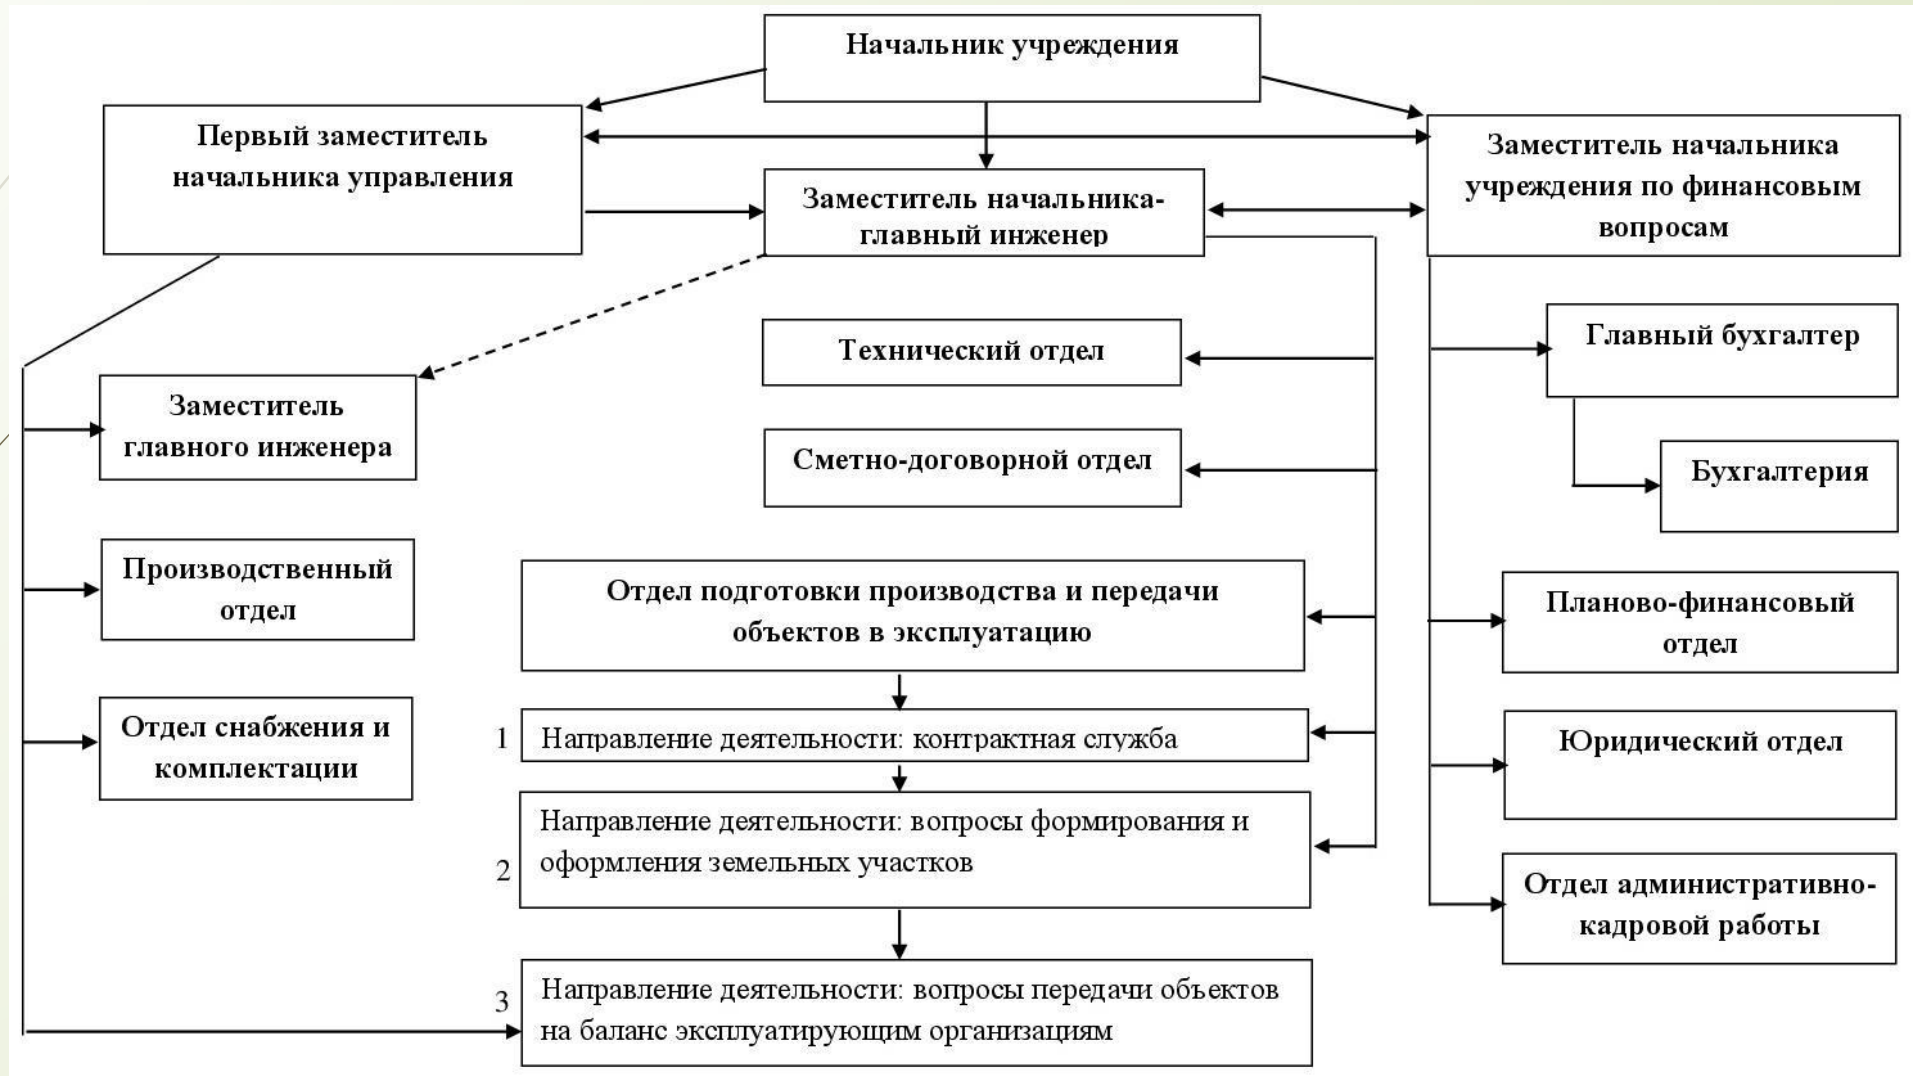 Начальник учреждения
Первый заместитель
начальника управления
Заместитель начальника-
главный инженер
Заместитель начальника
учреждения по финансовым
вопросам
Заместитель
главного инженера
Производственный
отдел
Отдел снабжения и
комплектации
Технический отдел
Сметно-договорной отдел
Отдел подготовки производства и передачи
объектов в эксплуатацию
1 Направление деятельности: контрактная служба
2 Направление деятельности: вопросы формирования и
оформления земельных участков
3 Направление деятельности: вопросы передачи объектов
на баланс эксплуатирующим организациям
Главный бухгалтер
Бухгалтерия
Планово-финансовый
отдел
Юридический отдел
Отдел административно-
кадровой работы